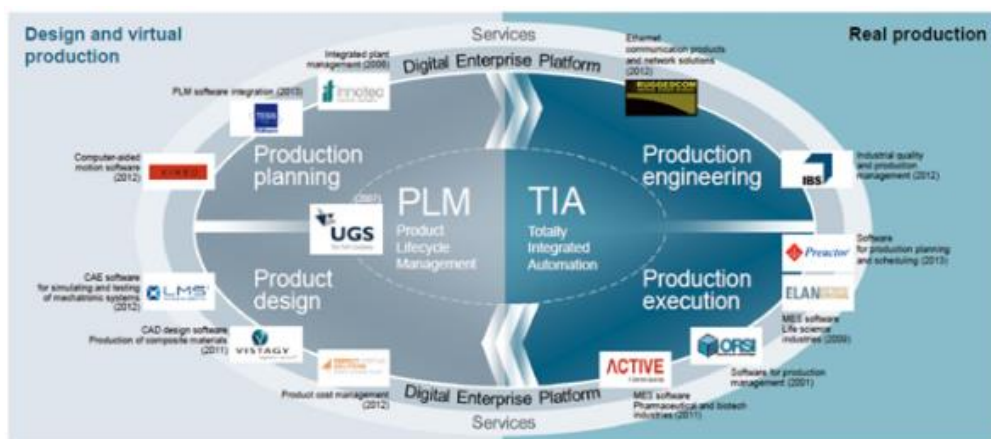 Design and virtual
production
Services
Real production
Digital Enterprise Platform
Integrated plant
management (2008)
innotec
Ethernet
communication products
and network solutions
(2012)
RUGGEDCOM
PLM software integration (2013)
TESIS
Computer-aided
motion software
(2012)
Production
planning
Production
engineering
IBS
Industrial quality
and production
management (2012)
(2007)
UGS
PLM
Product
Lifecycle
Management
TIA
Totally
Integrated
Automation
Software
for production planning
and scheduling (2013)
Preactor
CAE software
for simulating and testing
of mechatronic systems
(2012)
LMS
Product
design
Production
execution
ELAN
MES software
Life science
industries (2009)
CAD design software
Production of composite materials
(2011)
VISTAGY
ORSI
Software for production
management (2001)
Product cost management
(2012)
ACTIVE
MES software
Pharmaceutical and biotech
industries (2011)
Digital Enterprise Platform
Services